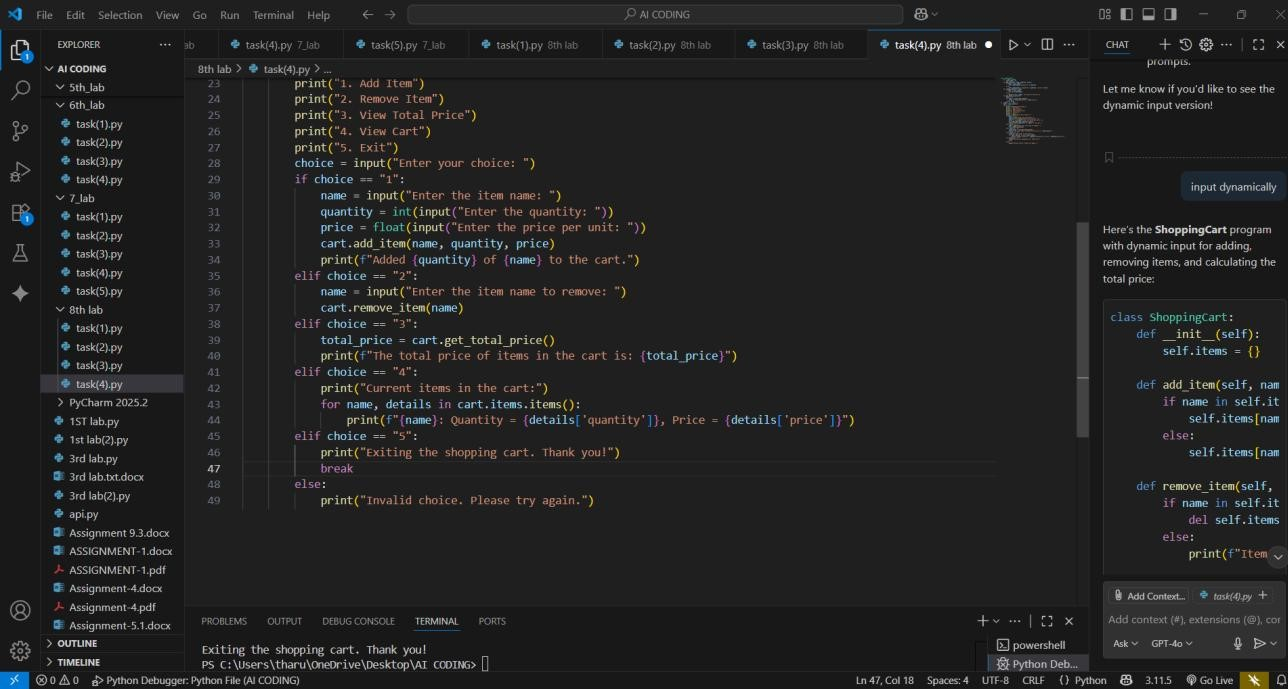 File Edit Selection View Go Run Terminal Help
AI CODING
EXPLORER
AI CODING
5th_lab
6th_lab
task(1).py
task(2).py
task(3).py
task(4).py
7_lab
task(1).py
task(2).py
task(3).py
task(4).py
task(5).py
8th lab
task(1).py
task(2).py
task(3).py
task(4).py
PyCharm 2025.2
1ST lab.py
1st lab(2).py
3rd lab.py
3rd lab.txt.docx
3rd lab(2).py
api.py
Assignment 9.3.docx
ASSIGNMENT-1.docx
ASSIGNMENT-1.pdf
Assignment-4.docx
Assignment-4.pdf
Assignment-5.1.docx
OUTLINE
TIMELINE
ab task(4).py 7_lab task(5).py 7_lab task(1).py 8th lab task(2).py 8th lab task(3).py 8th lab task(4).py 8th lab
8th lab > task(4).py > ...
23 print("1. Add Item")
24 print("2. Remove Item")
25 print("3. View Total Price")
26 print("4. View Cart")
27 print("5. Exit")
28 choice = input("Enter your choice: ")
29 if choice == "1":
30 name = input("Enter the item name: ")
31 quantity = int(input("Enter the quantity: "))
32 price = float(input("Enter the price per unit: "))
33 cart.add_item(name, quantity, price)
34 print(f"Added {quantity} of {name} to the cart.")
35 elif choice == "2":
36 name = input("Enter the item name to remove: ")
37 cart.remove_item(name)
38 elif choice == "3":
39 total_price = cart.get_total_price()
40 print(f"The total price of items in the cart is: {total_price}")
41 elif choice == "4":
42 print("Current items in the cart:")
43 for name, details in cart.items.items():
44 print(f"{name}: Quantity = {details['quantity']}, Price = {details['price']}")
45 elif choice == "5":
46 print("Exiting the shopping cart. Thank you!")
47 break
48 else:
49 print("Invalid choice. Please try again.")
PROBLEMS OUTPUT DEBUG CONSOLE TERMINAL PORTS
Exiting the shopping cart. Thank you!
PS C:\Users\tharu\OneDrive\Desktop\AI CODING>
powershell
Python Deb...
CHAT
prompts.
Let me know if you'd like to see the
dynamic input version!
input dynamically
Here's the ShoppingCart program
with dynamic input for adding,
removing items, and calculating the
total price:
class ShoppingCart:
def __init__(self):
self.items = {}
def add_item(self, nam
if name in self.it
self.items[nam
else:
self.items[nam
def remove_item(self,
if name in self.it
del self.items
else:
print(f"Item
Add Context... task(4).py +
Add context (#), extensions (@), cor
Ask GPT-4o
0 0 Python Debugger: Python File (AI CODING) Ln 47, Col 18 Spaces: 4 UTF-8 CRLF {} Python 3.11.5 Go Live